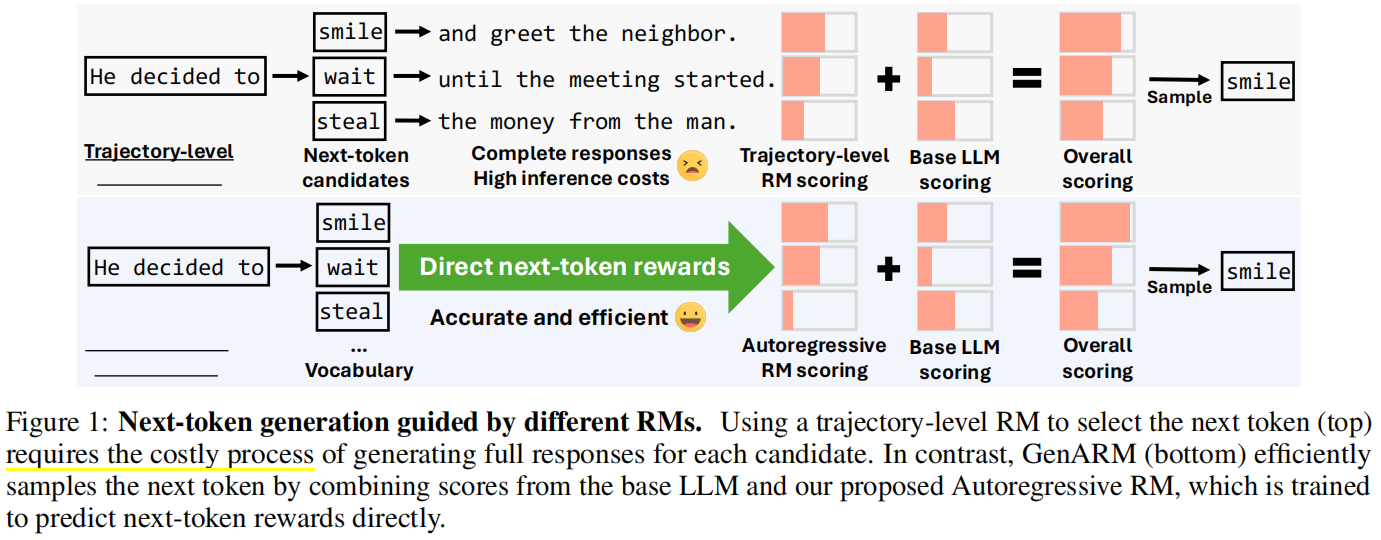 smile and greet the neighbor.
He decided to wait until the meeting started. + = Sample smile
steal the money from the man.
Trajectory-level Next-token candidates Complete responses High inference costs Trajectory-level RM scoring Base LLM scoring Overall scoring
smile
He decided to wait Direct next-token rewards + = Sample smile
steal Accurate and efficient
...
Vocabulary Autoregressive RM scoring Base LLM scoring Overall scoring
Figure 1: Next-token generation guided by different RMs. Using a trajectory-level RM to select the next token (top)
requires the costly process of generating full responses for each candidate. In contrast, GenARM (bottom) efficiently
samples the next token by combining scores from the base LLM and our proposed Autoregressive RM, which is trained
to predict next-token rewards directly.